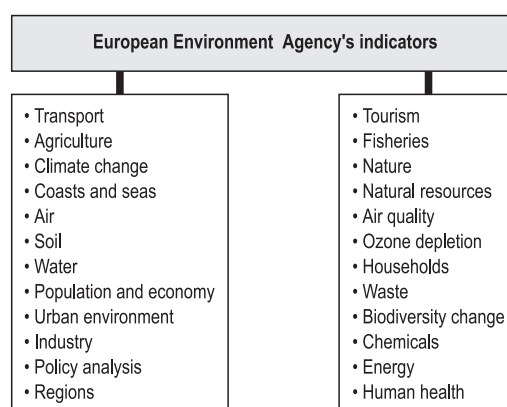 European Environment Agency's indicators
• Transport
• Agriculture
• Climate change
• Coasts and seas
• Air
• Soil
• Water
• Population and economy
• Urban environment
• Industry
• Policy analysis
• Regions
• Tourism
• Fisheries
• Nature
• Natural resources
• Air quality
• Ozone depletion
• Households
• Waste
• Biodiversity change
• Chemicals
• Energy
• Human health